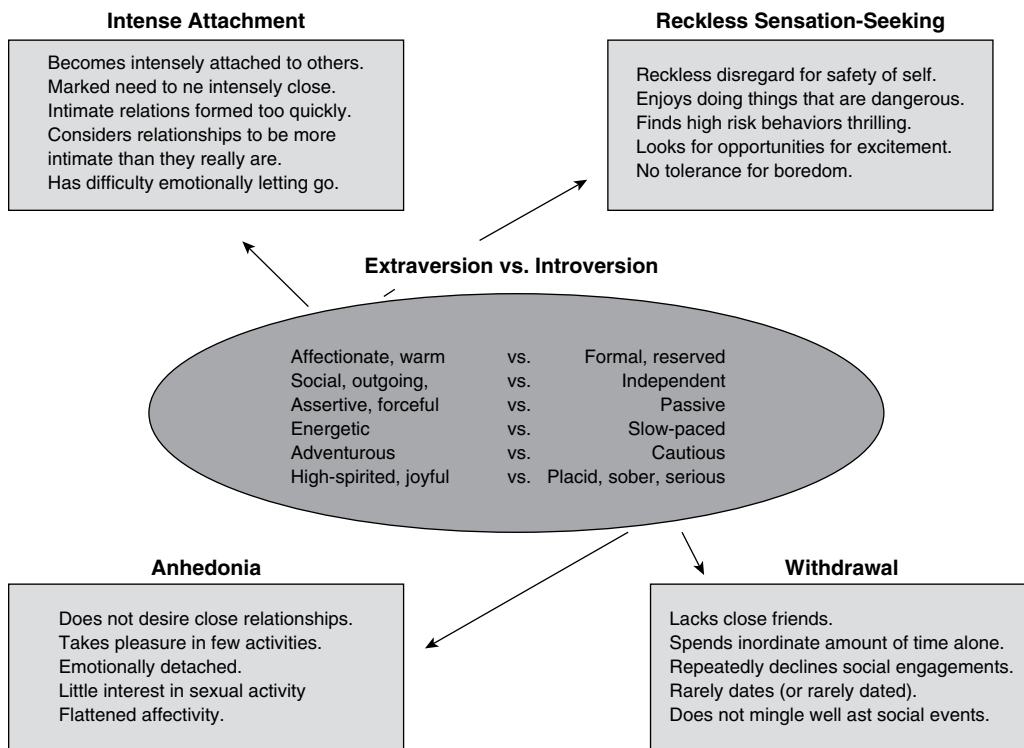 Intense Attachment
Becomes intensely attached to others.
Marked need to ne intensely close.
Intimate relations formed too quickly.
Considers relationships to be more
intimate than they really are.
Has difficulty emotionally letting go.
Reckless Sensation-Seeking
Reckless disregard for safety of self.
Enjoys doing things that are dangerous.
Finds high risk behaviors thrilling.
Looks for opportunities for excitement.
No tolerance for boredom.
Extraversion vs. Introversion
Affectionate, warm vs. Formal, reserved
Social, outgoing, vs. Independent
Assertive, forceful vs. Passive
Energetic vs. Slow-paced
Adventurous vs. Cautious
High-spirited, joyful vs. Placid, sober, serious
Anhedonia
Does not desire close relationships.
Takes pleasure in few activities.
Emotionally detached.
Little interest in sexual activity
Flattened affectivity.
Withdrawal
Lacks close friends.
Spends inordinate amount of time alone.
Repeatedly declines social engagements.
Rarely dates (or rarely dated).
Does not mingle well ast social events.